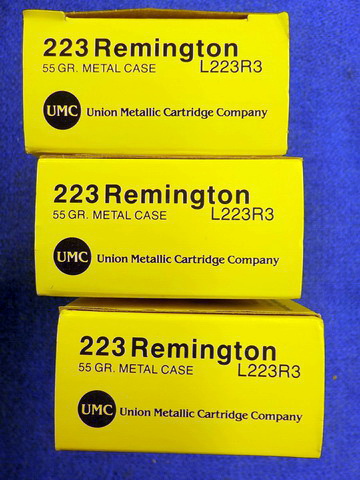 223 Remington
55 GR. METAL CASE L223R3
UMC Union Metallic Cartridge Company
223 Remington
55 GR. METAL CASE L223R3
UMC Union Metallic Cartridge Company
223 Remington
55 GR. METAL CASE L223R3
UMC Union Metallic Cartridge Company